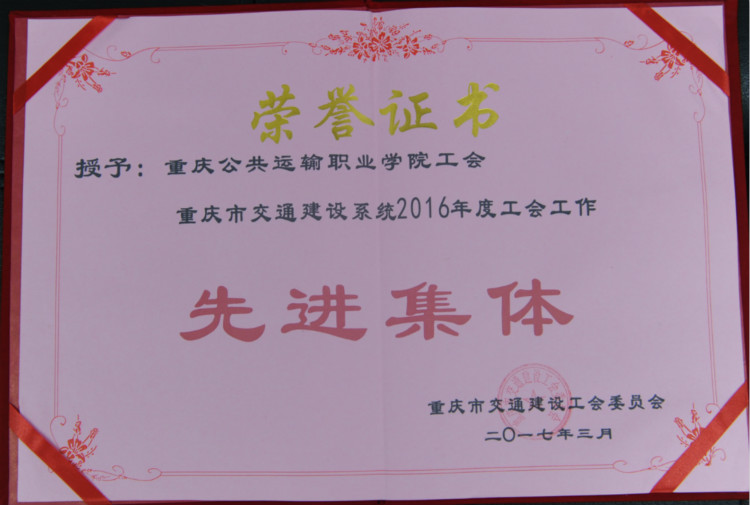 荣誉证书
授予：重庆公共运输职业学院工会
重庆市交通建设系统2016年度工会工作
先进集体
重庆市交通建设工会委员会
二〇一七年三月